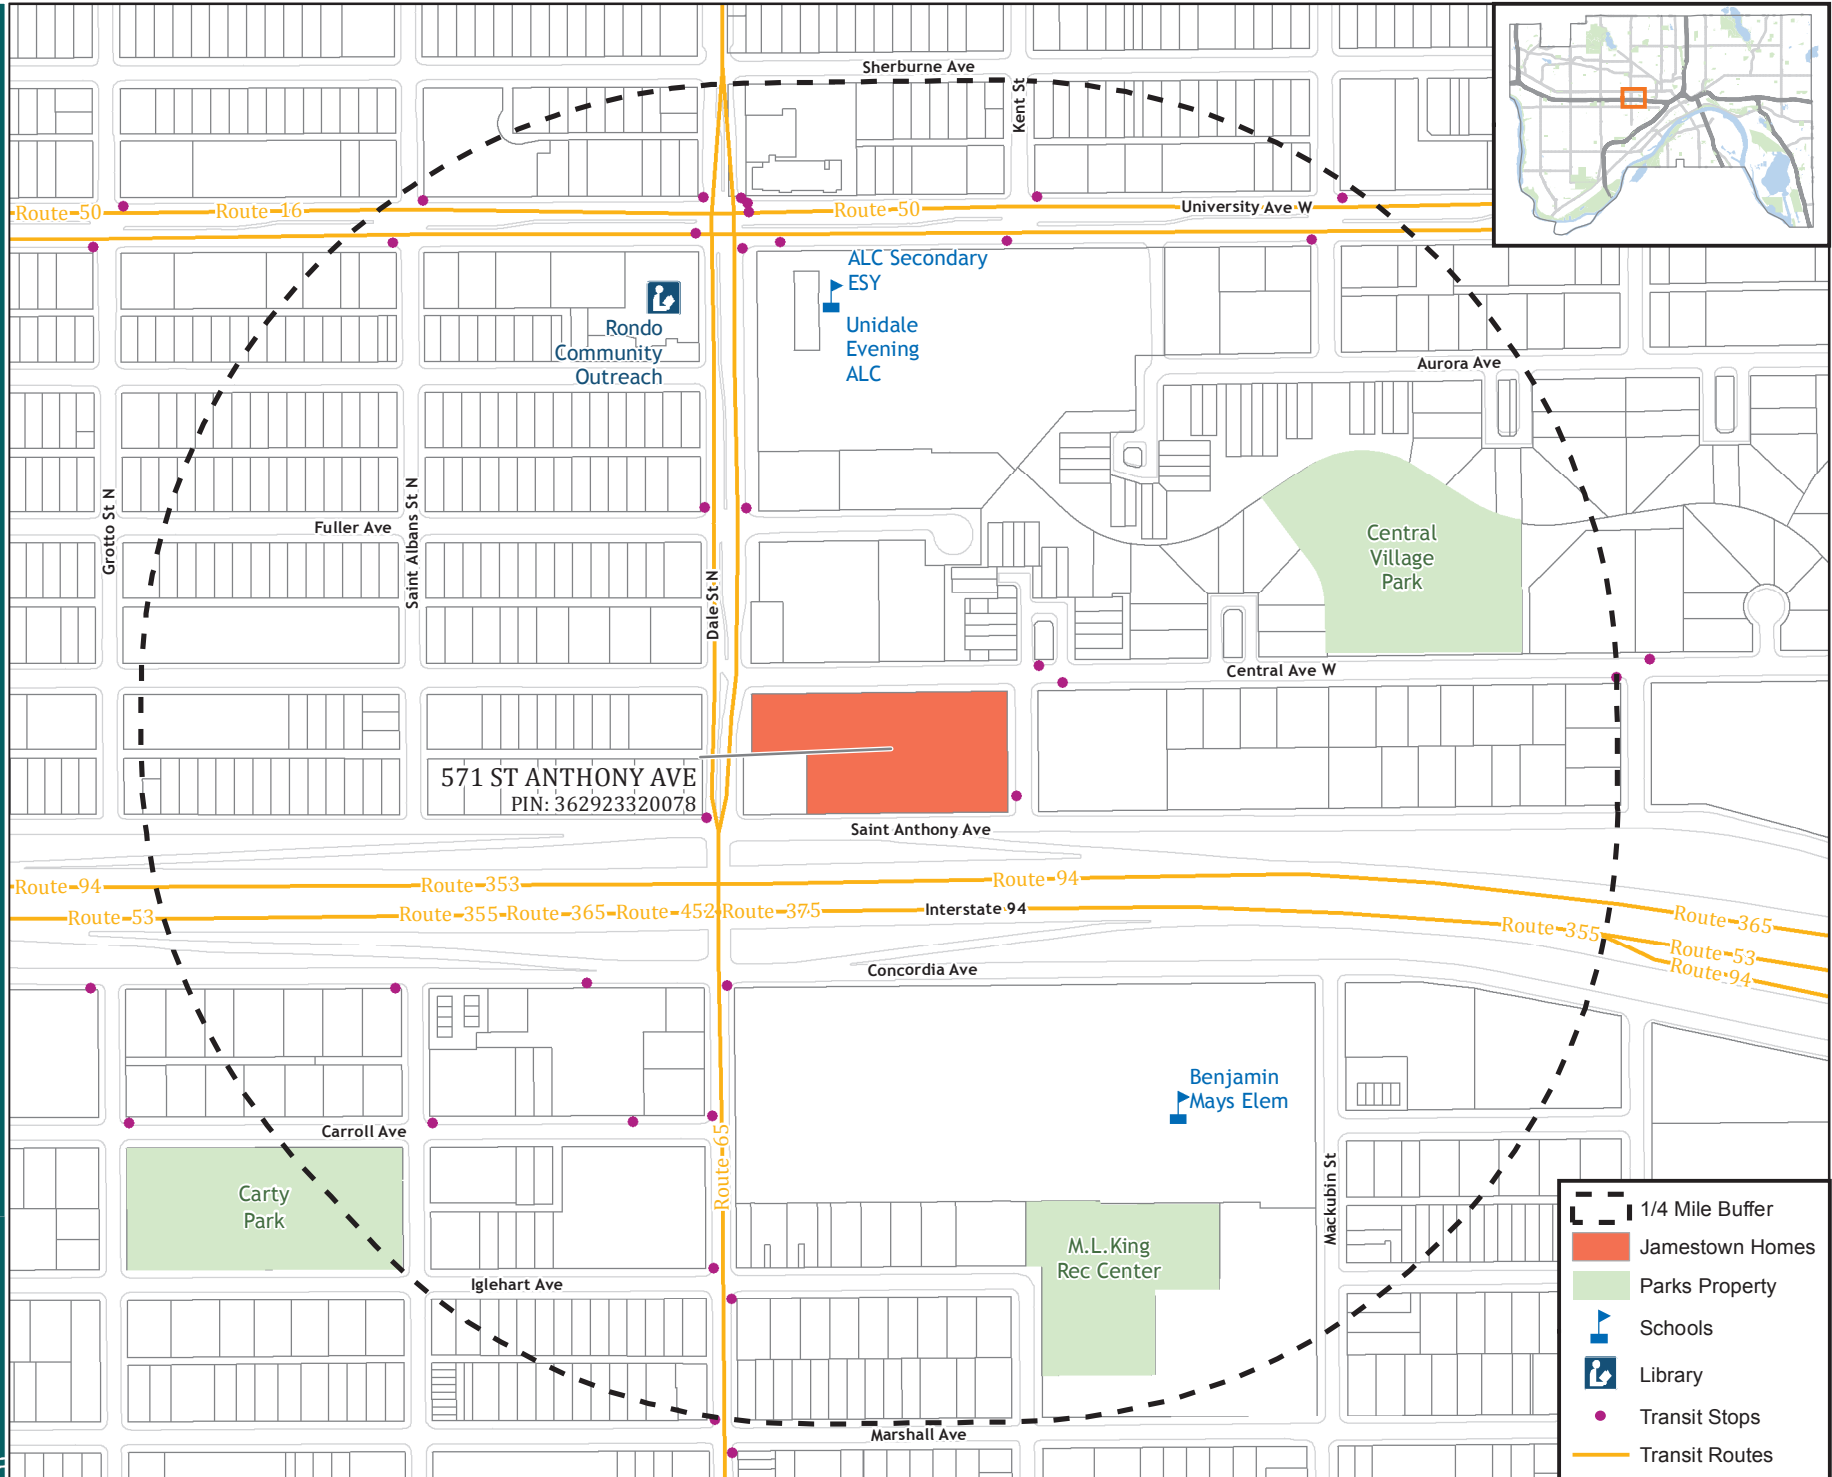 Sherburne Ave
Kent St
Route 50
Route 16
Route 50
University Ave W
ALC Secondary
ESY
Unidale
Evening
ALC
Rondo
Community
Outreach
Aurora Ave
Grotto St N
Saint Albans St N
Fuller Ave
Dale St N
Central
Village
Park
Central Ave W
571 ST ANTHONY AVE
PIN: 362923320078
Saint Anthony Ave
Route 94
Route 353
Route 94
Route 53
Route 355 Route 365 Route 452 Route 375
Interstate 94
Route 355
Route 365
Route 53
Route 94
Concordia Ave
Benjamin
Mays Elem
Carroll Ave
Route 65
Mackubin St
Carty
Park
M.L.King
Rec Center
Iglehart Ave
Marshall Ave
1/4 Mile Buffer
Jamestown Homes
Parks Property
Schools
Library
Transit Stops
Transit Routes